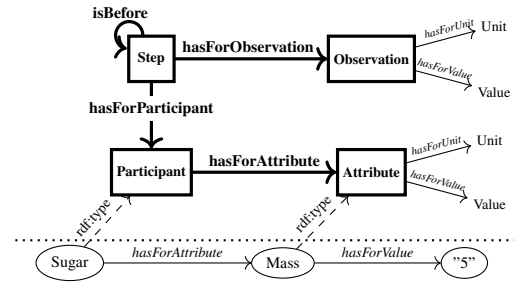 isBefore
hasForObservation
Step
Observation
hasForUnit
Unit
hasForValue
Value
hasForParticipant
Participant
hasForAttribute
Attribute
hasForUnit
Unit
hasForValue
Value
rdf:type
rdf:type
Sugar
hasForAttribute
Mass
hasForValue
"5"